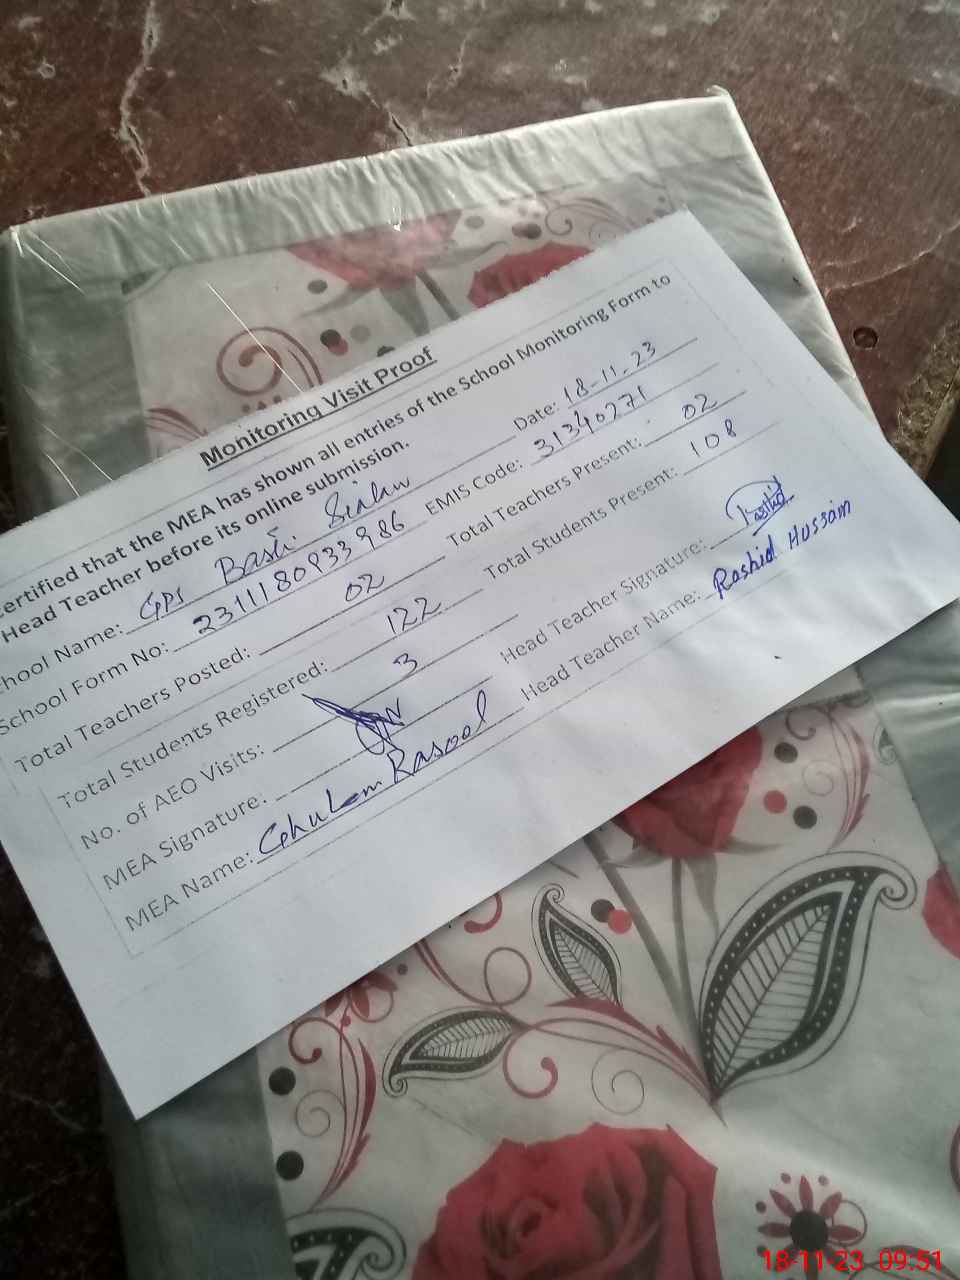 Monitoring Visit Proof
Certified that the MEA has shown all entries of the School Monitoring Form to
Head Teacher before its online submission.
School Name: GPS Basti Sialan Date: 18-11-23
School Form No: 2311180933986 EMIS Code: 31340271
Total Teachers Posted: 02 Total Teachers Present: 02
Total Students Registered: 122 Total Students Present: 108
No. of AEO Visits: 3 Head Teacher Signature: Rashid
MEA Signature: Head Teacher Name: Rashid Hussain
MEA Name: Ghulam Rasool
18-11-23 09:51